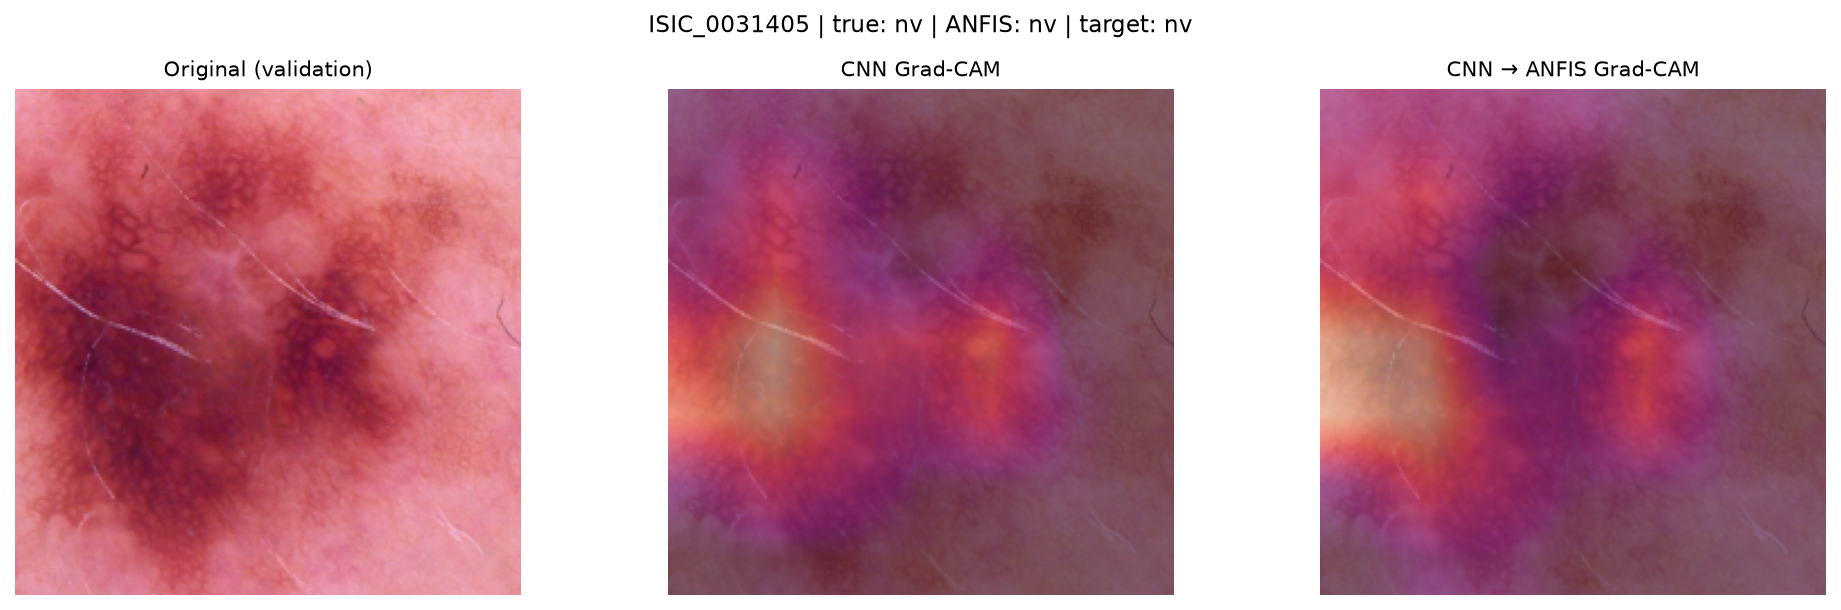 ISIC_0031405 | true: nv | ANFIS: nv | target: nv
Original (validation)
CNN Grad-CAM
CNN → ANFIS Grad-CAM